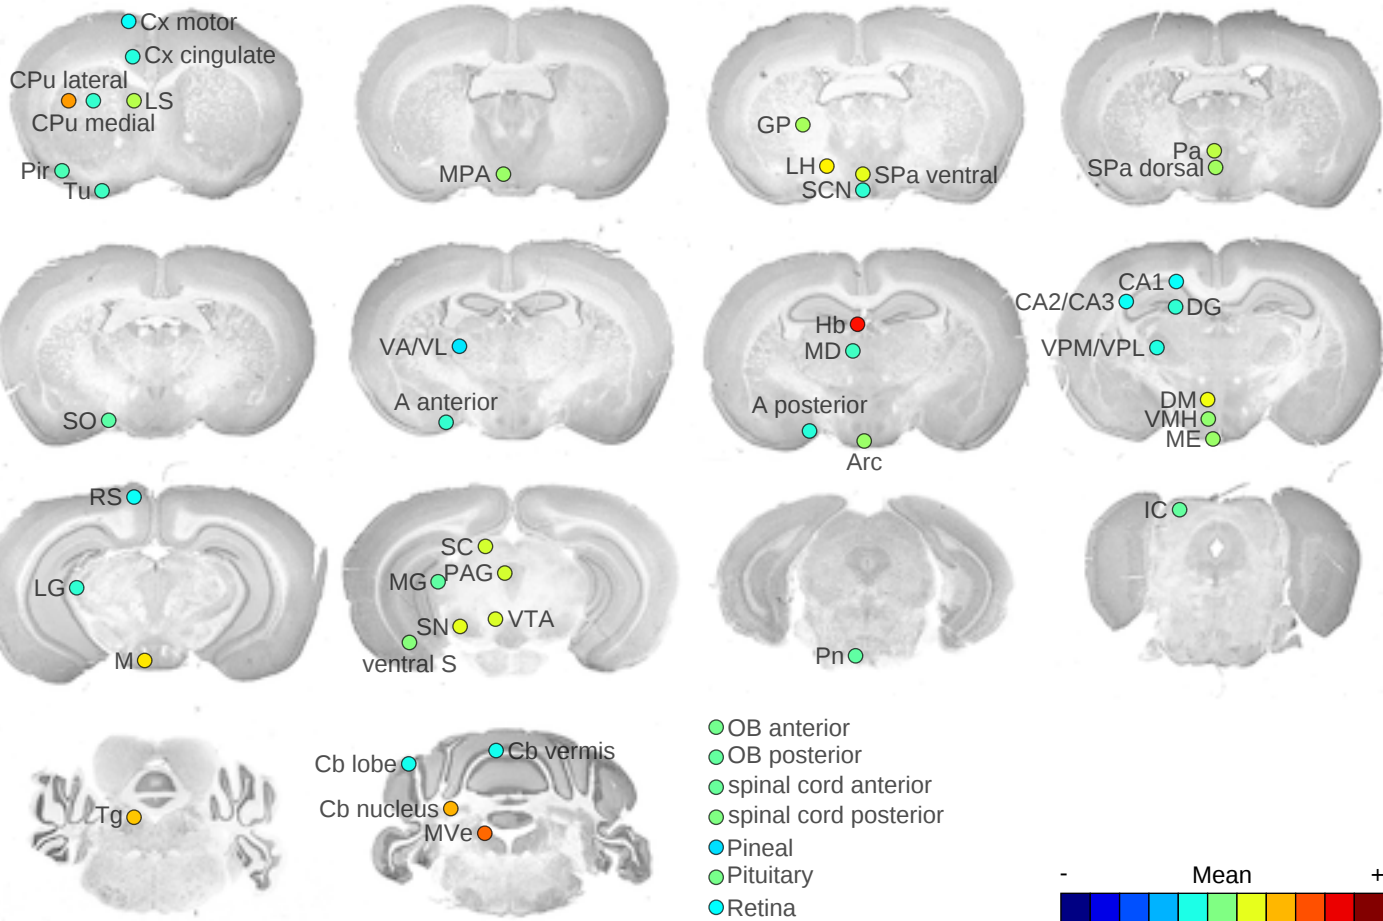 Cx motor
Cx cingulate
CPu lateral
LS
CPu medial
Pir
Tu
MPA
GP
LH
SPa ventral
SCN
Pa
SPa dorsal
SO
VA/VL
A anterior
Hb
MD
A posterior
Arc
CA1
CA2/CA3
DG
VPM/VPL
DM
VMH
ME
RS
LG
M
SC
PAG
MG
VTA
SN
ventral S
Pn
IC
Tg
Cb vermis
Cb lobe
Cb nucleus
MVe
OB anterior
OB posterior
spinal cord anterior
spinal cord posterior
Pineal
Pituitary
Retina
- Mean +